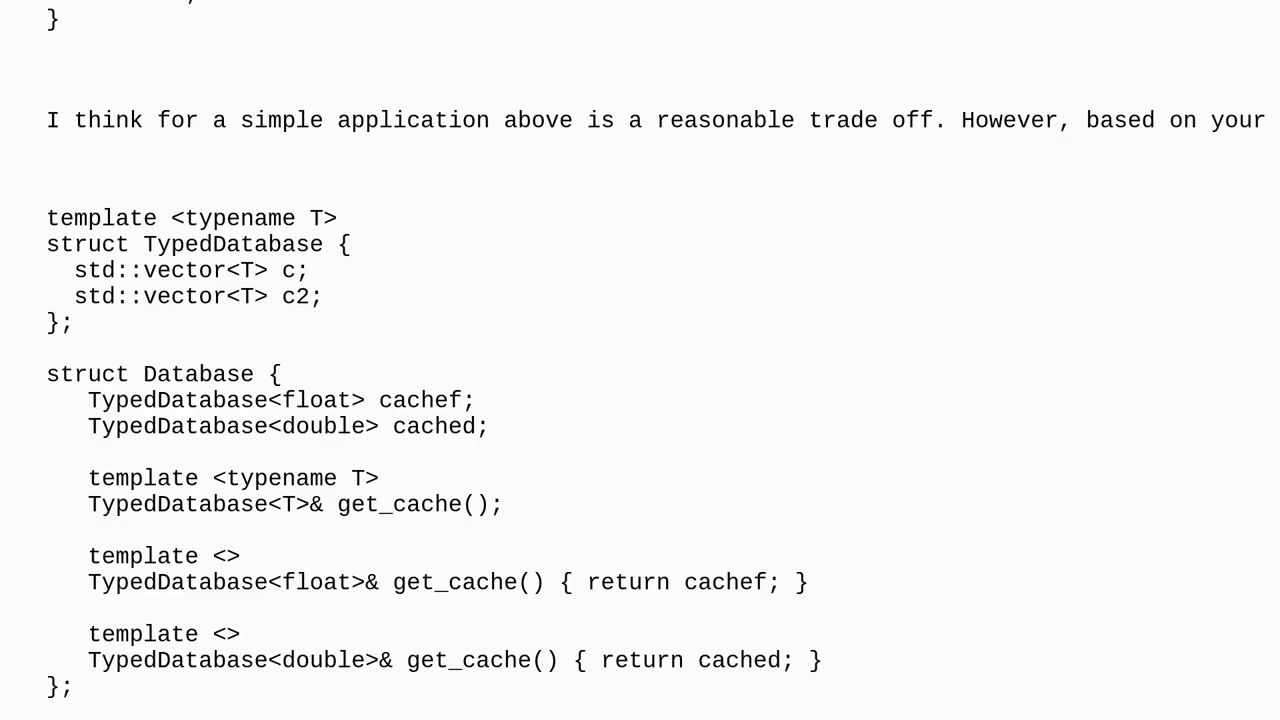 }
I think for a simple application above is a reasonable trade off. However, based on your
template <typename T>
struct TypedDatabase {
  std::vector<T> c;
  std::vector<T> c2;
};
struct Database {
   TypedDatabase<float> cachef;
   TypedDatabase<double> cached;
   template <typename T>
   TypedDatabase<T>& get_cache();
   template <>
   TypedDatabase<float>& get_cache() { return cachef; }
   template <>
   TypedDatabase<double>& get_cache() { return cached; }
};